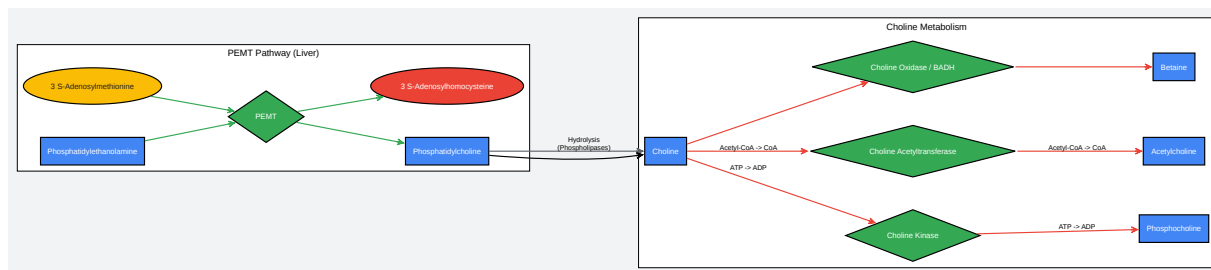 Choline Metabolism
PEMT Pathway (Liver)
3 S-Adenosylmethionine
3 S-Adenosylhomocysteine
PEMT
Phosphatidylethanolamine
Phosphatidylcholine
Hydrolysis
(Phospholipases)
Choline
Choline Oxidase / BADH
Betaine
Acetyl-CoA -> CoA
Choline Acetyltransferase
Acetyl-CoA -> CoA
Acetylcholine
ATP -> ADP
Choline Kinase
ATP -> ADP
Phosphocholine